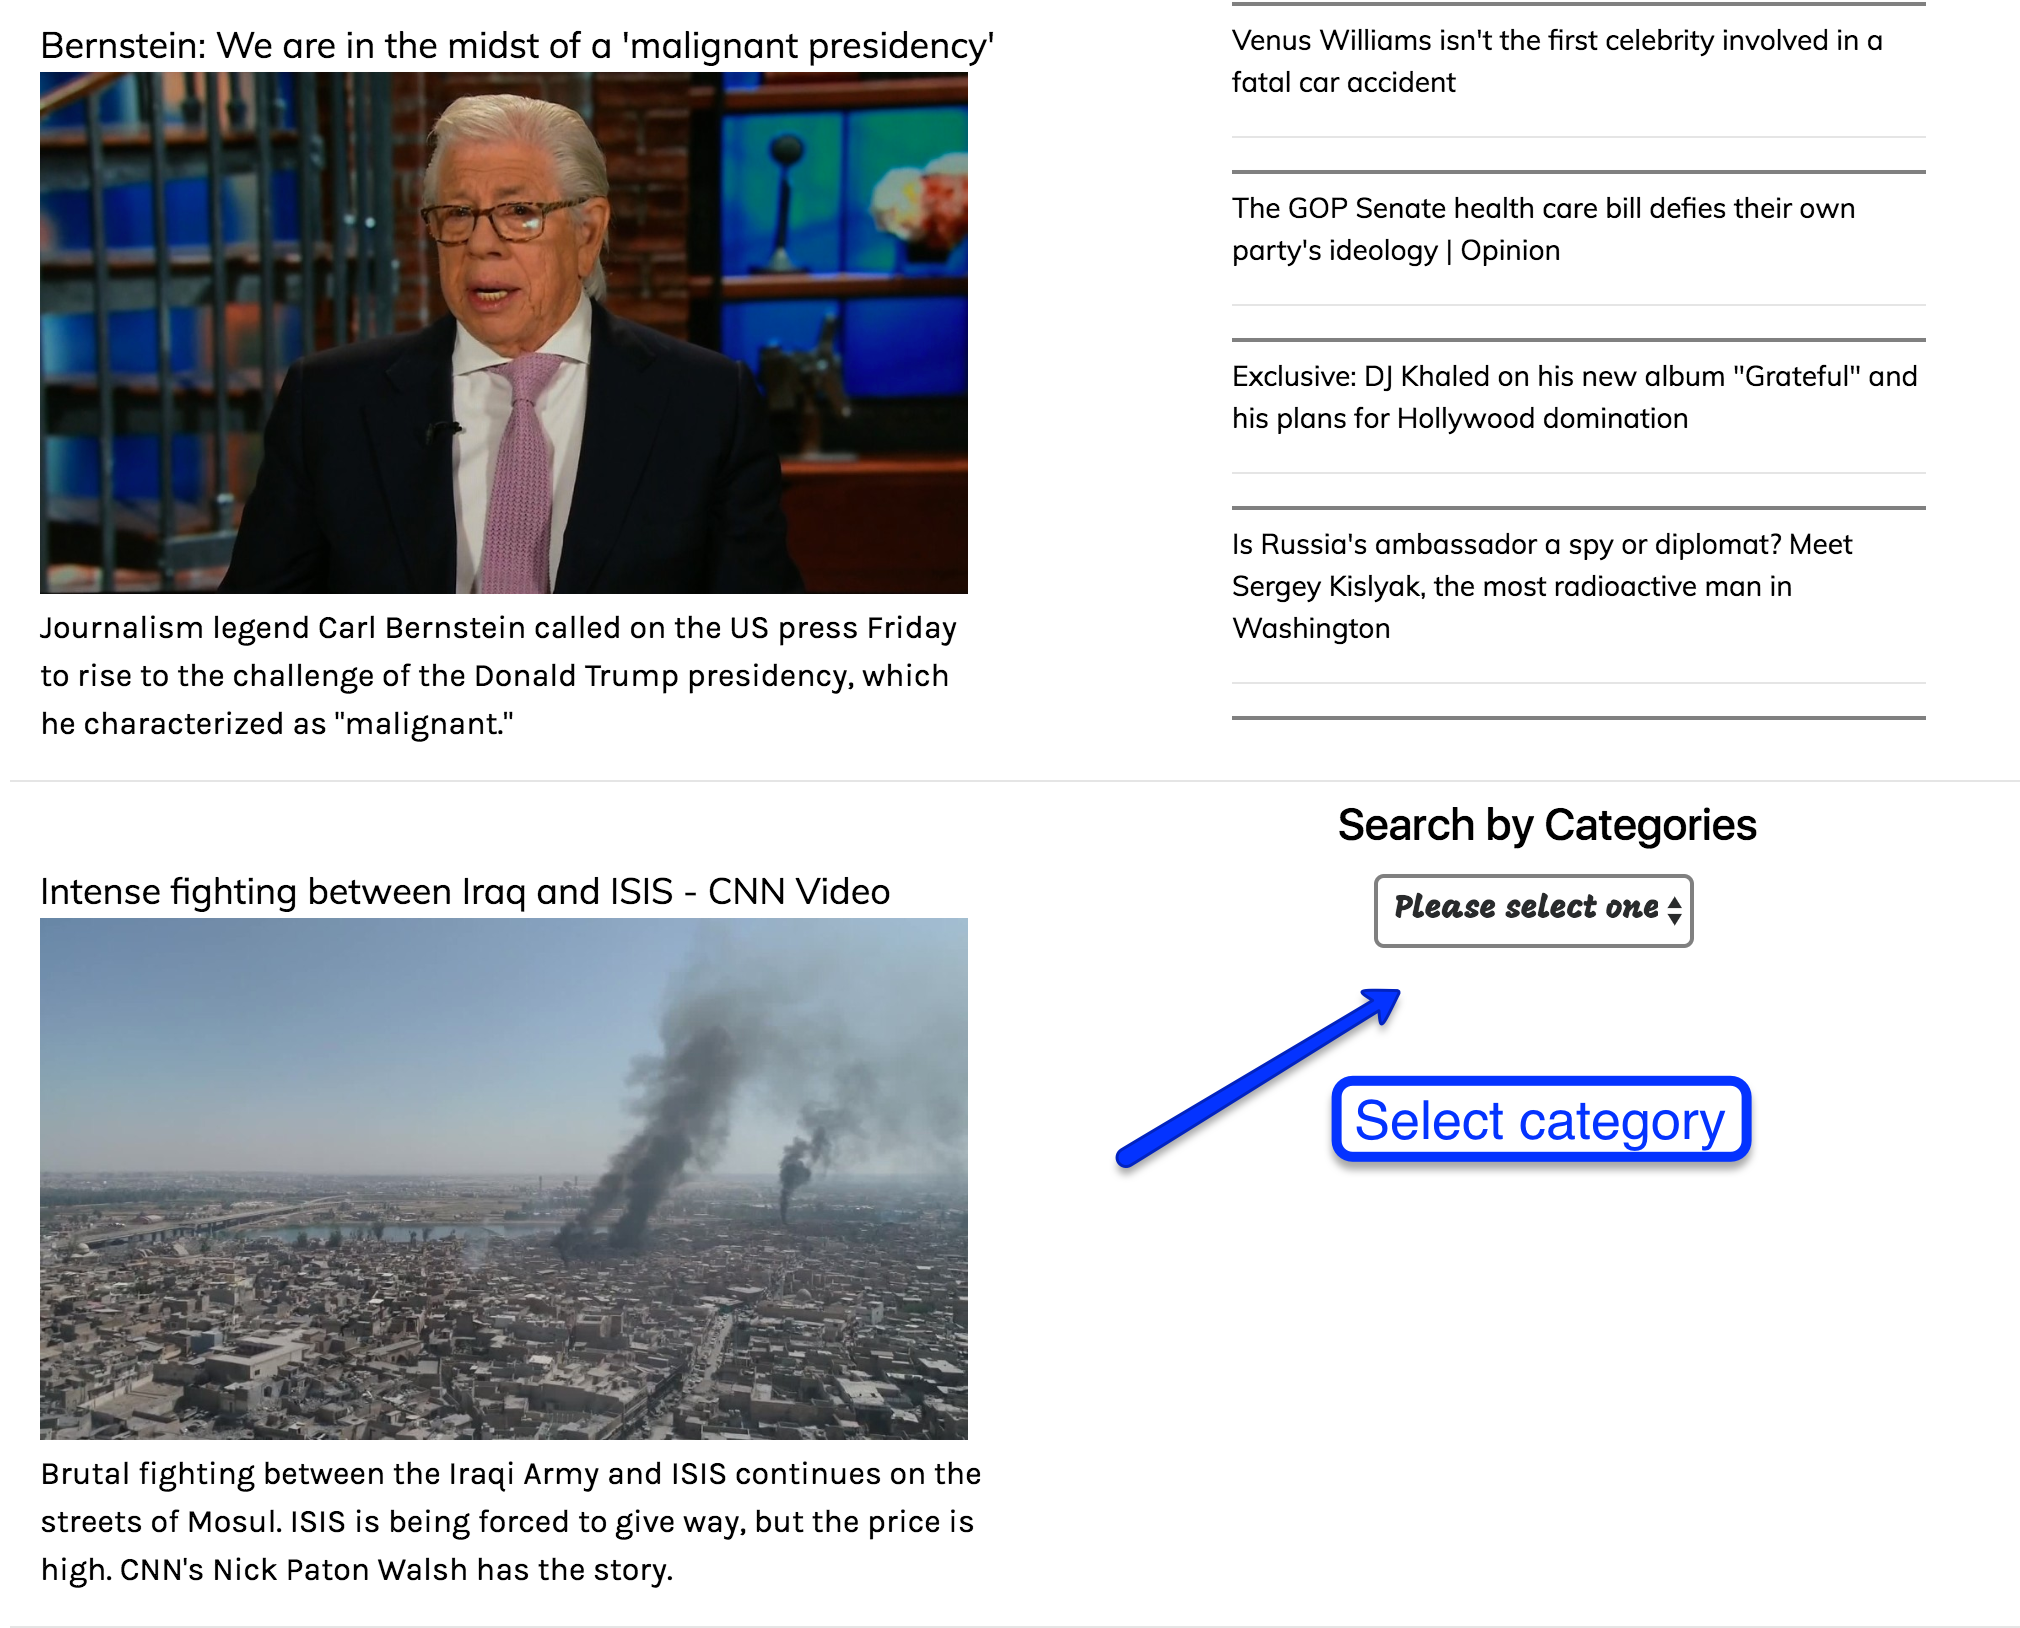 Bernstein: We are in the midst of a 'malignant presidency'
Journalism legend Carl Bernstein called on the US press Friday
to rise to the challenge of the Donald Trump presidency, which
he characterized as "malignant."
Intense fighting between Iraq and ISIS - CNN Video
Brutal fighting between the Iraqi Army and ISIS continues on the
streets of Mosul. ISIS is being forced to give way, but the price is
high. CNN's Nick Paton Walsh has the story.
Venus Williams isn't the first celebrity involved in a
fatal car accident
The GOP Senate health care bill defies their own
party's ideology | Opinion
Exclusive: DJ Khaled on his new album "Grateful" and
his plans for Hollywood domination
Is Russia's ambassador a spy or diplomat? Meet
Sergey Kislyak, the most radioactive man in
Washington
Search by Categories
Please select one
Select category